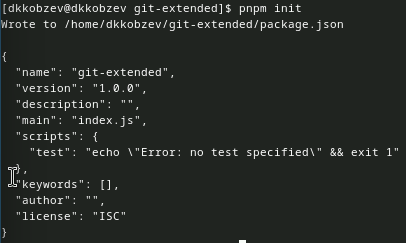 [dkkobzev@dkkobzev git-extended]$ pnpm init
Wrote to /home/dkkobzev/git-extended/package.json
{
"name": "git-extended",
"version": "1.0.0",
"description": "",
"main": "index.js",
"scripts": {
"test": "echo \"Error: no test specified\" && exit 1"
},
"keywords": [],
"author": "",
"license": "ISC"
}